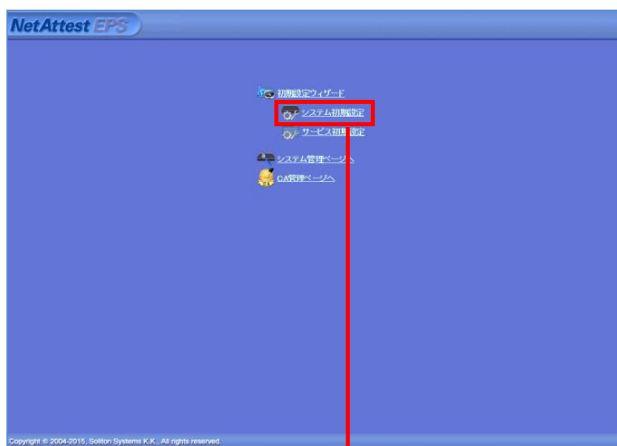 NetAttest EPS
初期設定ウィザード
システム初期設定
サービス初期設定
システム管理ページへ
CA管理ページへ
Copyright © 2004-2015, Soliton Systems K.K., All rights reserved.